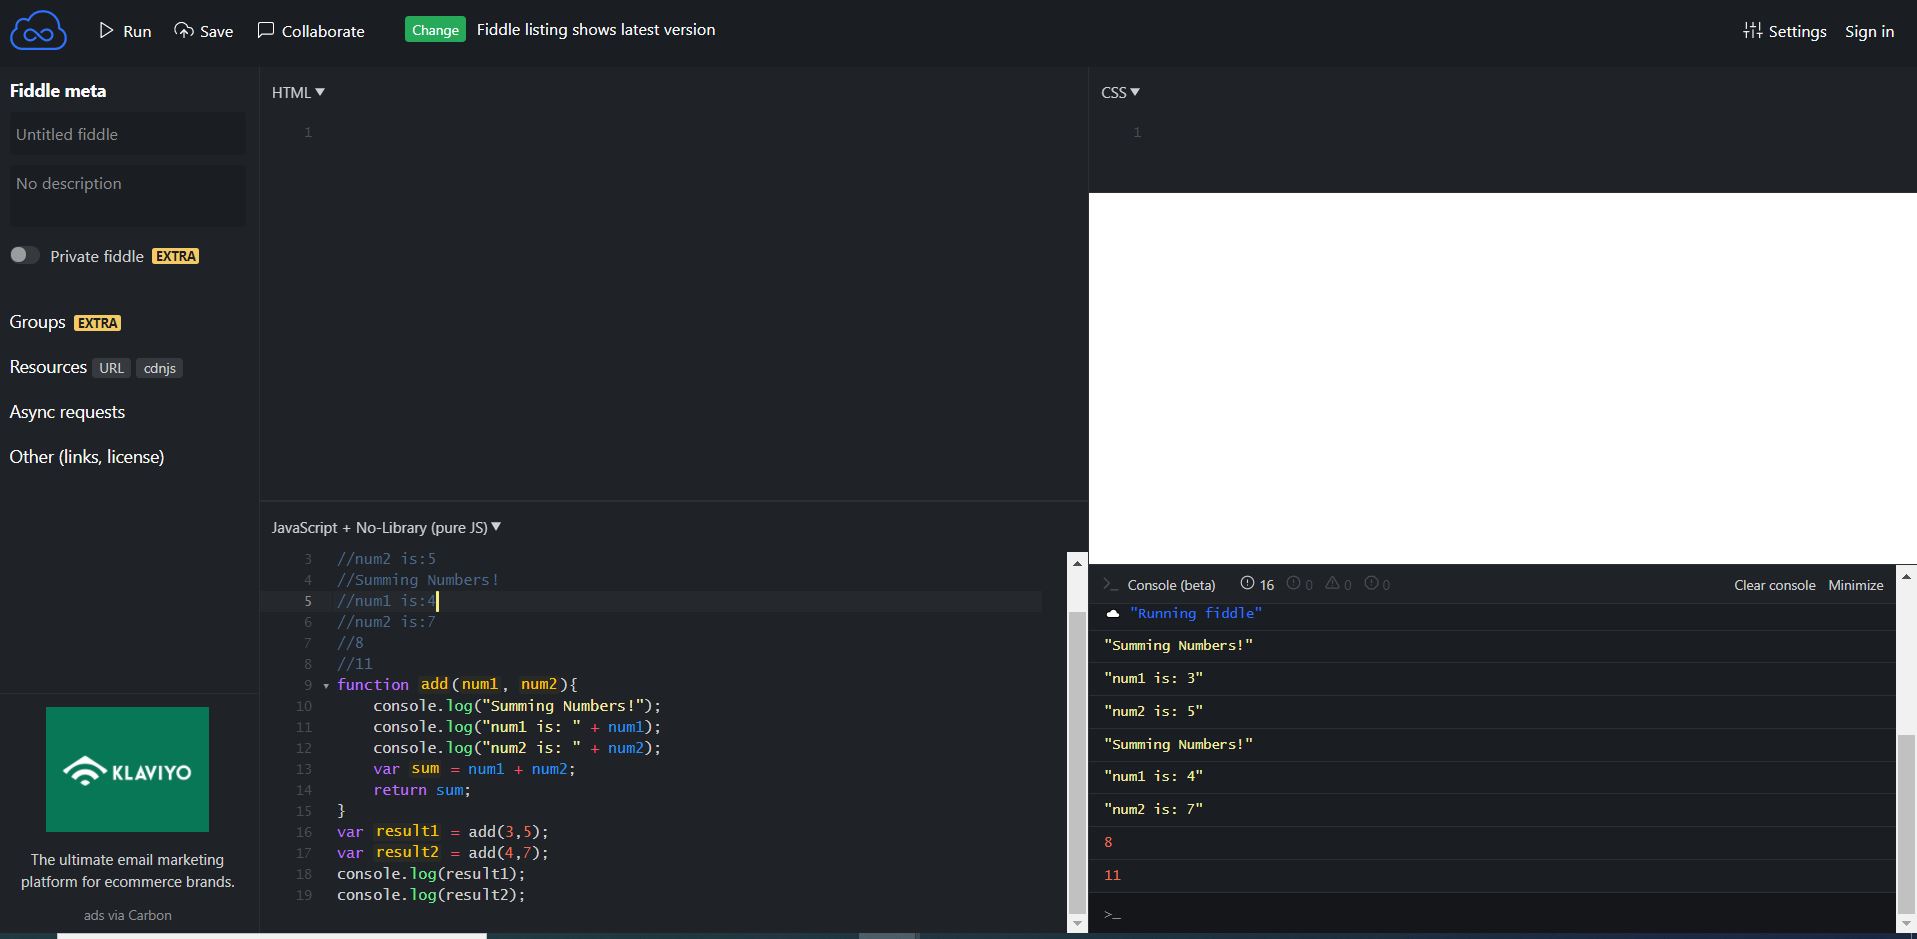 Run Save Collaborate Change Fiddle listing shows latest version Settings Sign in
Fiddle meta
Untitled fiddle
No description
Private fiddle EXTRA
Groups EXTRA
Resources URL cdnjs
Async requests
Other (links, license)
KLAVIYO
The ultimate email marketing
platform for ecommerce brands.
ads via Carbon
HTML
1
JavaScript + No-Library (pure JS)
3 //num2 is:5
4 //Summing Numbers!
5 //num1 is:4
6 //num2 is:7
7 //8
8 //11
9 function add(num1, num2){
10 console.log("Summing Numbers!");
11 console.log("num1 is: " + num1);
12 console.log("num2 is: " + num2);
13 var sum = num1 + num2;
14 return sum;
15 }
16 var result1 = add(3,5);
17 var result2 = add(4,7);
18 console.log(result1);
19 console.log(result2);
CSS
1
>_ Console (beta) 16 0 0 0 Clear console Minimize
"Running fiddle"
"Summing Numbers!"
"num1 is: 3"
"num2 is: 5"
"Summing Numbers!"
"num1 is: 4"
"num2 is: 7"
8
11
>_